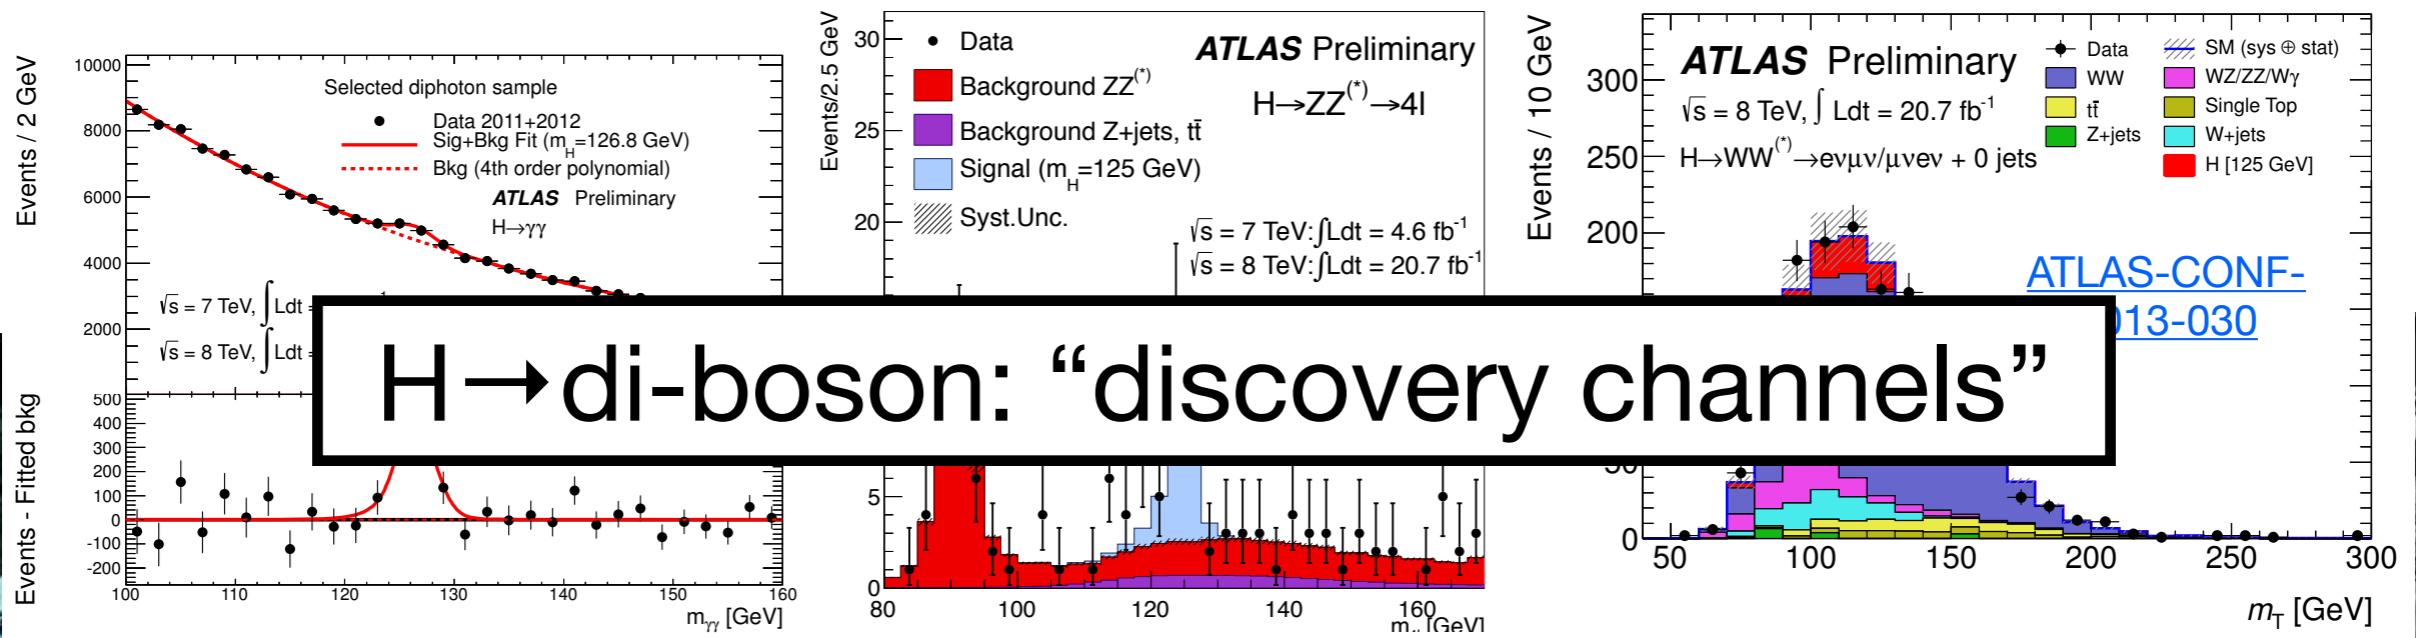 Events / 2 GeV
10000
8000
6000
4000
2000
Selected diphoton sample
Data 2011+2012
Sig+Bkg Fit (m_H=126.8 GeV)
Bkg (4th order polynomial)
ATLAS Preliminary
H→γγ
√s = 7 TeV, ∫ Ldt
√s = 8 TeV, ∫ Ldt
Events - Fitted bkg
500
400
300
200
100
0
-100
-200
100 110 120 130 140 150 160
m_γγ [GeV]
Events/2.5 GeV
30
25
20
5
0
Data
Background ZZ(*)
Background Z+jets, tt̄
Signal (m_H=125 GeV)
Syst.Unc.
ATLAS Preliminary
H→ZZ(*)→4l
√s = 7 TeV:∫Ldt = 4.6 fb⁻¹
√s = 8 TeV:∫Ldt = 20.7 fb⁻¹
80 100 120 140 160
[GeV]
Events / 10 GeV
300
250
200
0
ATLAS Preliminary
√s = 8 TeV, ∫ Ldt = 20.7 fb⁻¹
H→WW(*)→eνμν/μνeν + 0 jets
Data
WW
tt̄
Z+jets
SM (sys ⊕ stat)
WZ/ZZ/Wγ
Single Top
W+jets
H [125 GeV]
ATLAS-CONF-
013-030
50 100 150 200 250 300
m_T [GeV]
H→di-boson: “discovery channels”